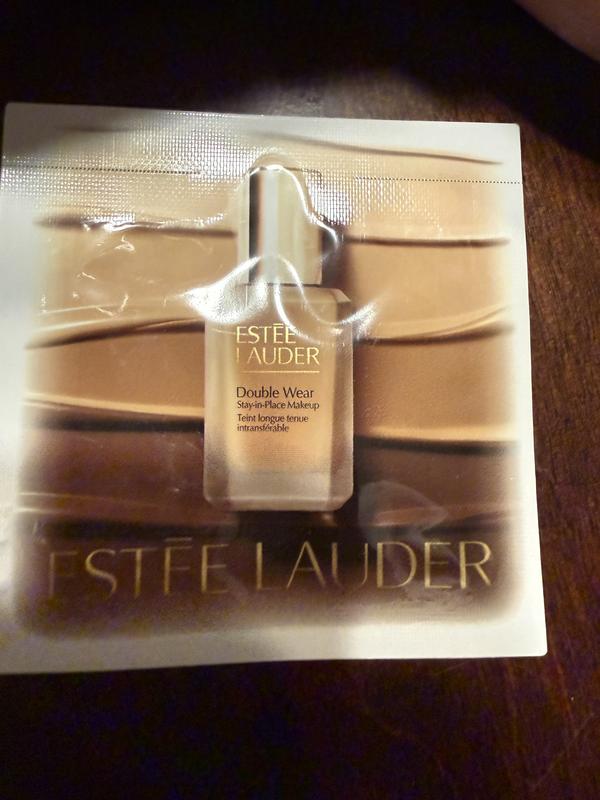 ESTĒE
LAUDER
Double Wear
Stay-in-Place Makeup
Teint longue tenue
intransférable
ESTĒE LAUDER